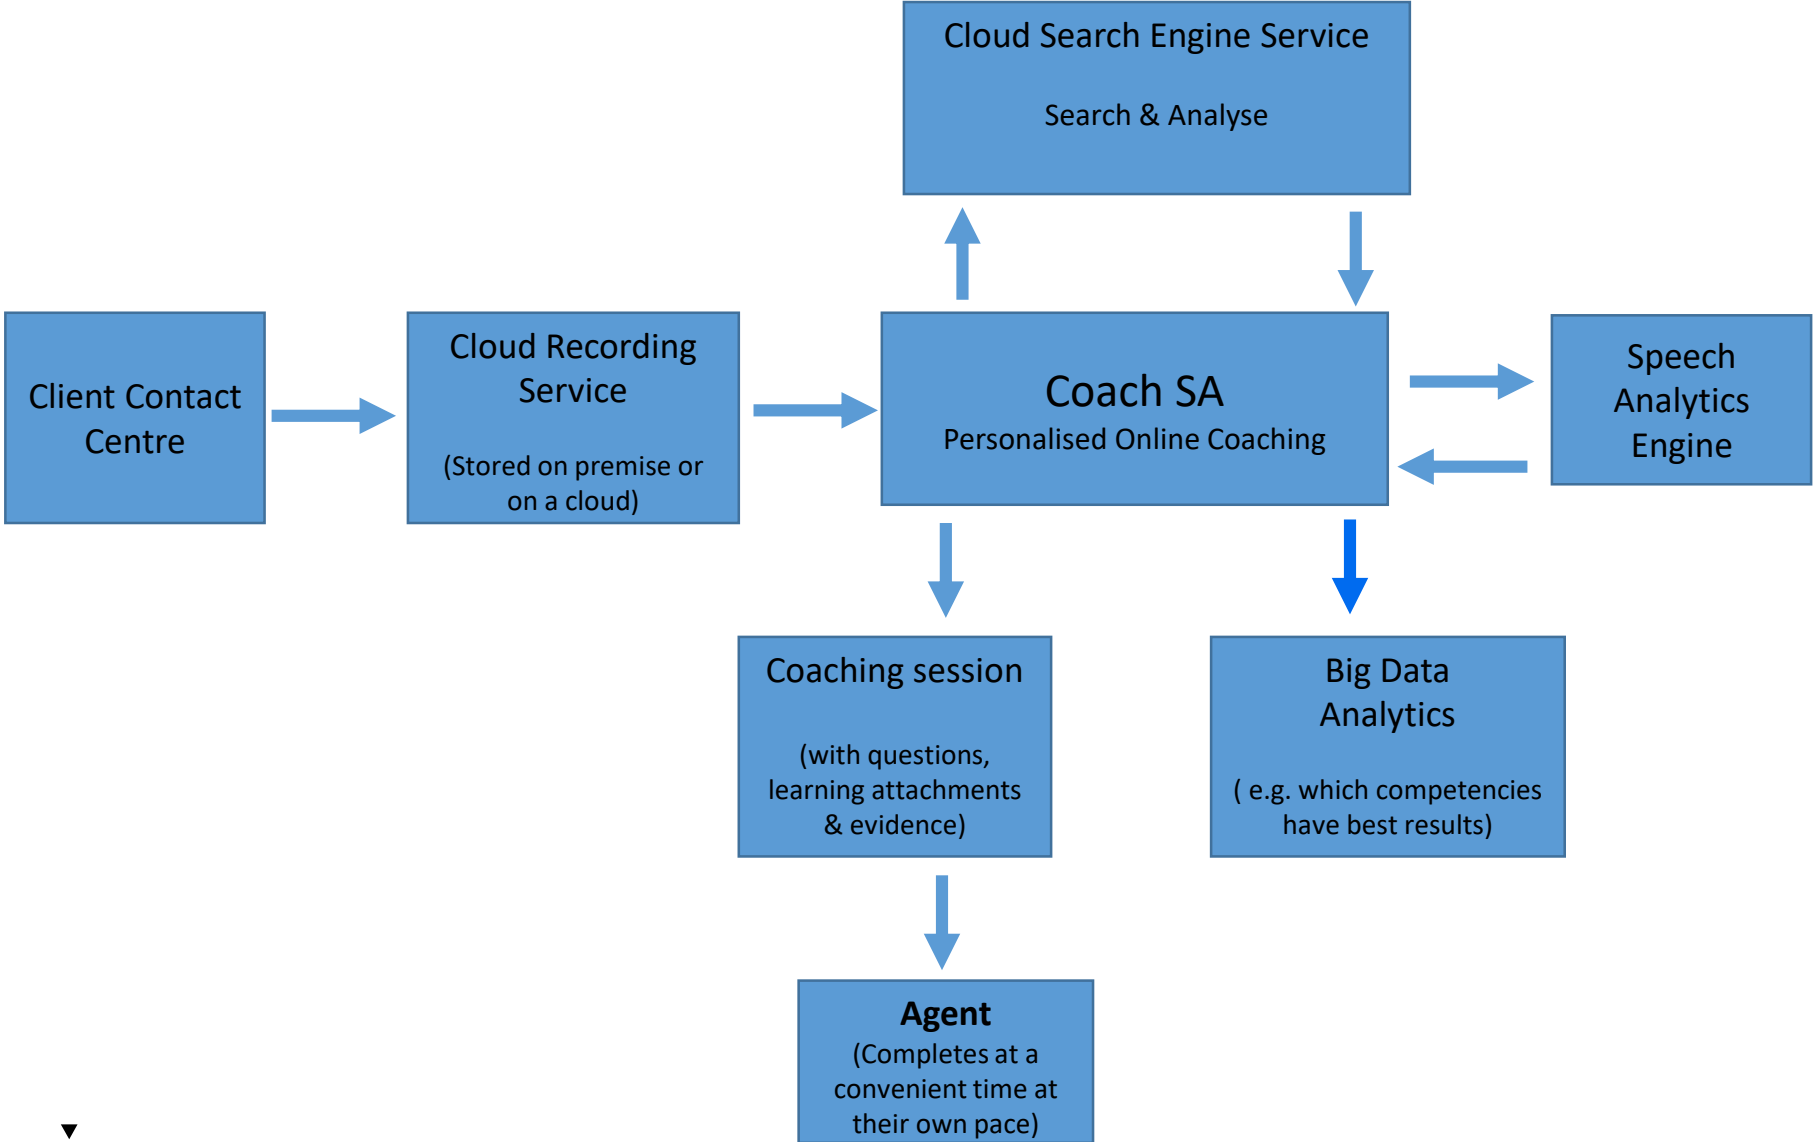 Cloud Search Engine Service
Search & Analyse
Client Contact
Centre
Cloud Recording
Service
(Stored on premise or
on a cloud)
Coach SA
Personalised Online Coaching
Speech
Analytics
Engine
Coaching session
(with questions,
learning attachments
& evidence)
Big Data
Analytics
( e.g. which competencies
have best results)
Agent
(Completes at a
convenient time at
their own pace)